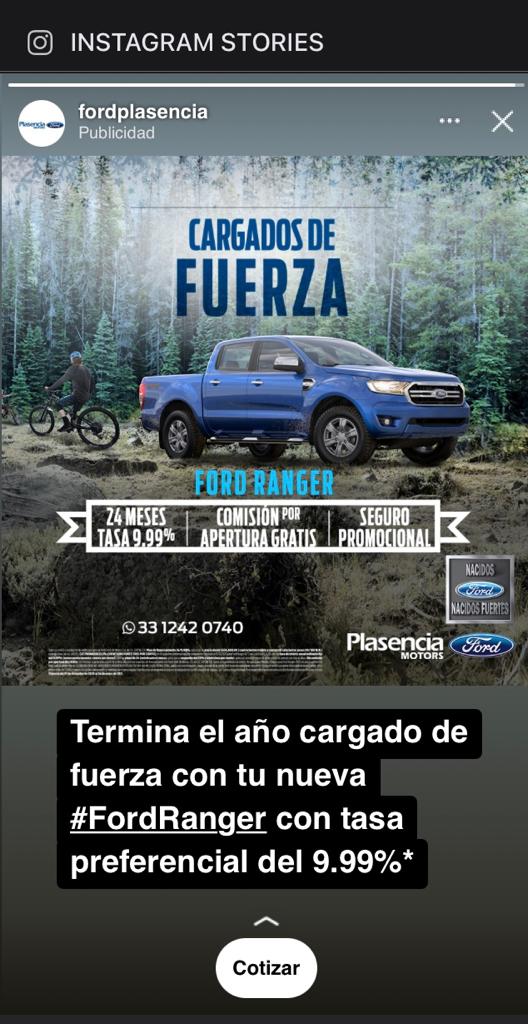 INSTAGRAM STORIES
fordplasencia
Publicidad
CARGADOS DE
FUERZA
FORD RANGER
24 MESES
TASA 9.99%
COMISIÓN POR
APERTURA GRATIS
SEGURO
PROMOCIONAL
NACIDOS
Ford
NACIDOS FUERTES
33 1242 0740
Plasencia
MOTORS
Ford
Termina el año cargado de
fuerza con tu nueva
#FordRanger con tasa
preferencial del 9.99%*
Cotizar